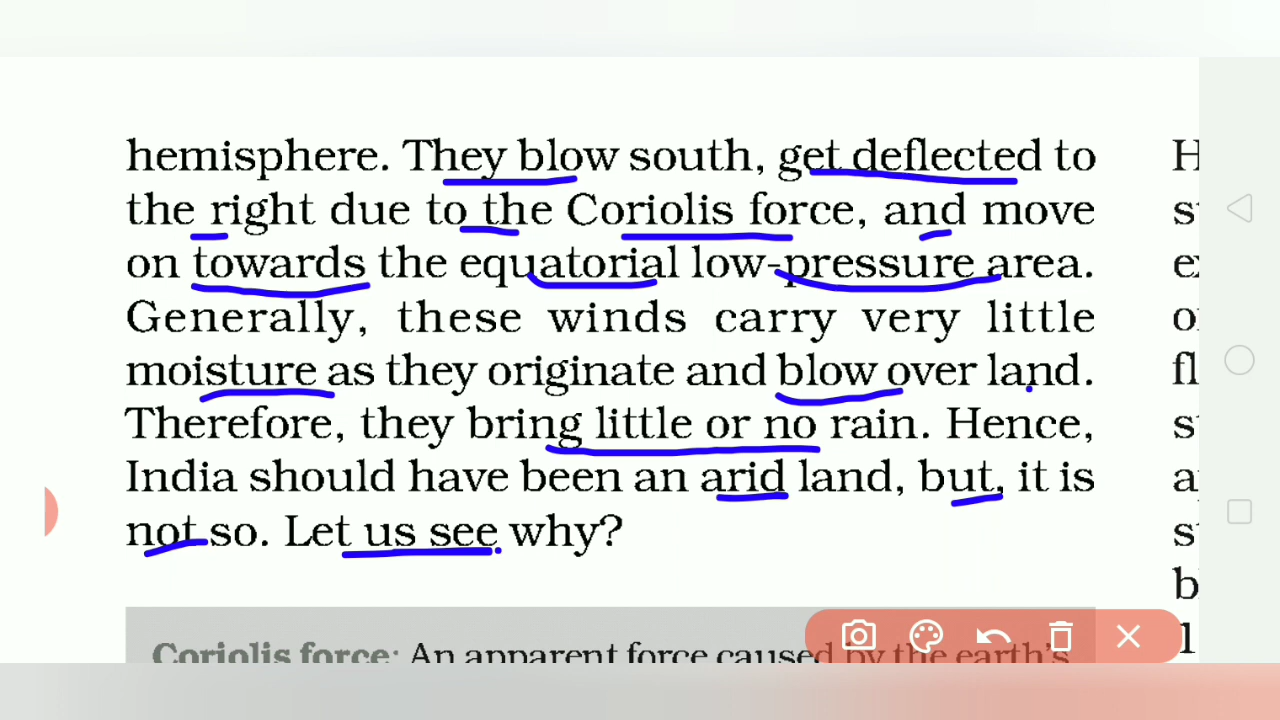 hemisphere. They blow south, get deflected to
the right due to the Coriolis force, and move
on towards the equatorial low-pressure area.
Generally, these winds carry very little
moisture as they originate and blow over land.
Therefore, they bring little or no rain. Hence,
India should have been an arid land, but, it is
not so. Let us see why?
Coriolis force: An apparent force caused by the earth's